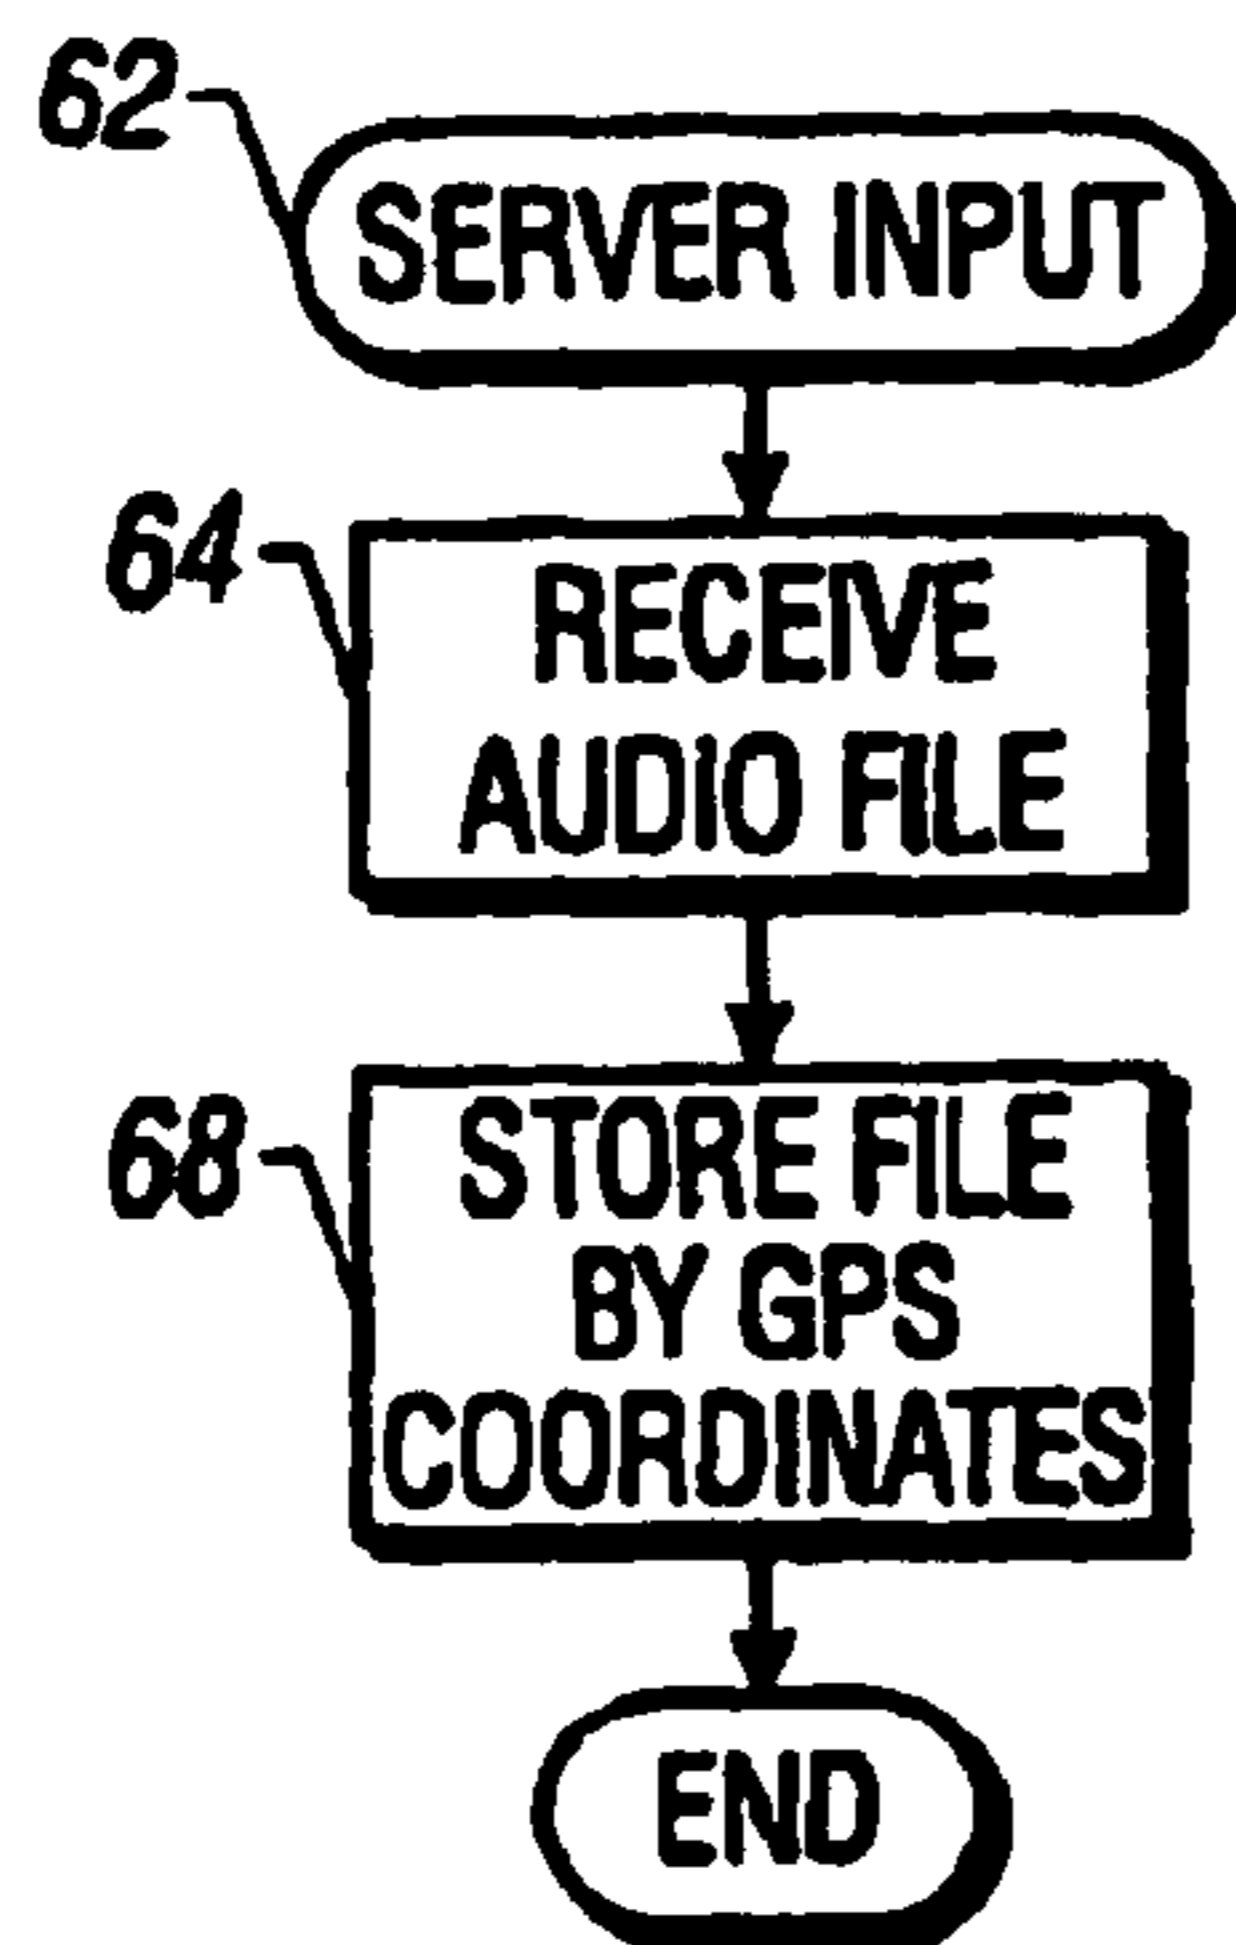 62
SERVER INPUT
64
RECEIVE
AUDIO FILE
68
STORE FILE
BY GPS
COORDINATES
END